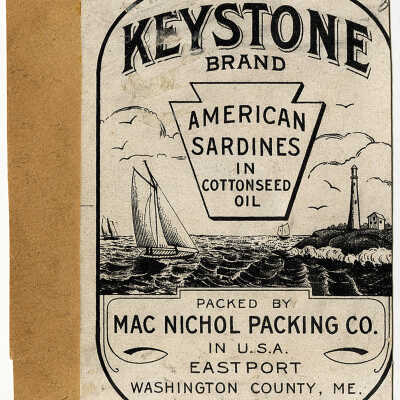 KEYSTONE
BRAND
AMERICAN
SARDINES
IN
COTTONSEED
OIL
PACKED BY
MAC NICHOL PACKING CO.
IN U.S.A.
EASTPORT
WASHINGTON COUNTY, ME.